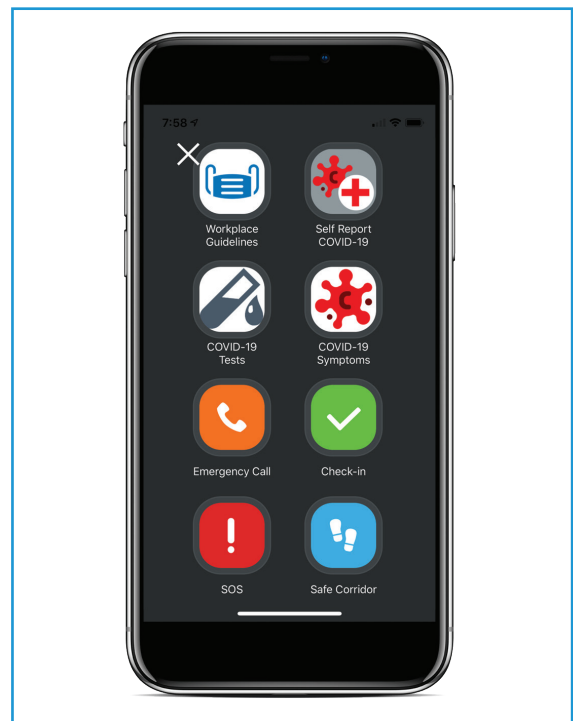 7:58
Workplace
Guidelines
Self Report
COVID-19
COVID-19
Tests
COVID-19
Symptoms
Emergency Call
Check-in
SOS
Safe Corridor